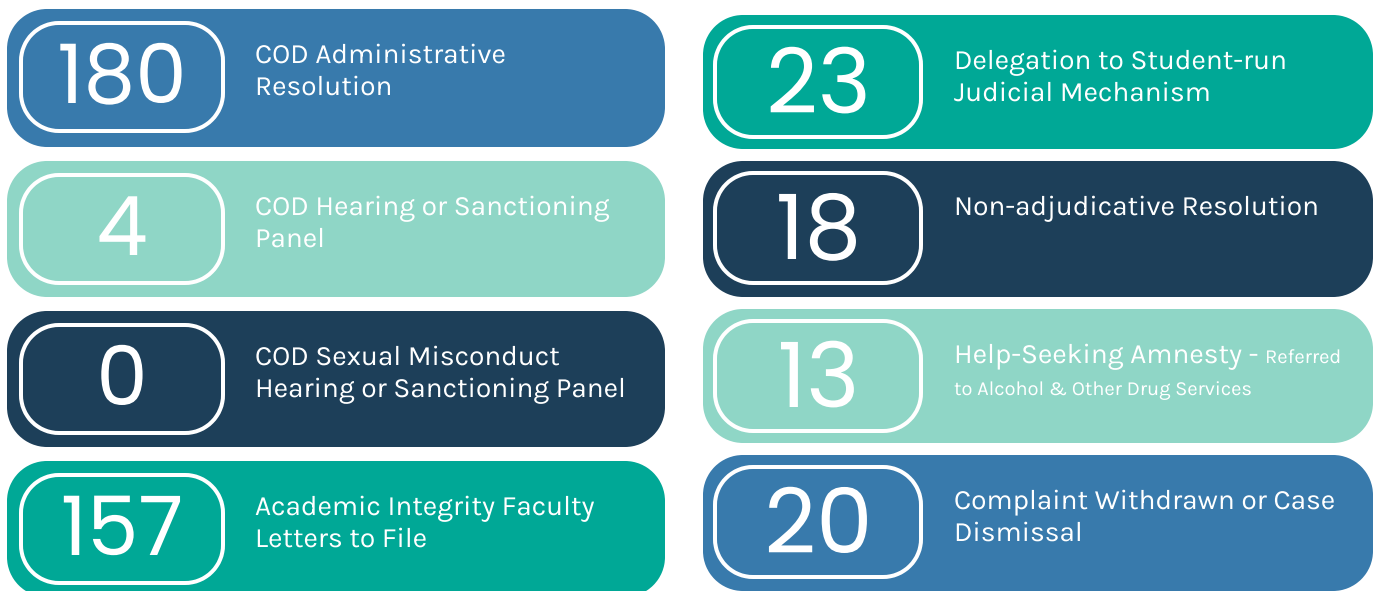 180
COD Administrative
Resolution
4
COD Hearing or Sanctioning
Panel
0
COD Sexual Misconduct
Hearing or Sanctioning Panel
157
Academic Integrity Faculty
Letters to File
23
Delegation to Student-run
Judicial Mechanism
18
Non-adjudicative Resolution
13
Help-Seeking Amnesty - Referred
to Alcohol & Other Drug Services
20
Complaint Withdrawn or Case
Dismissal